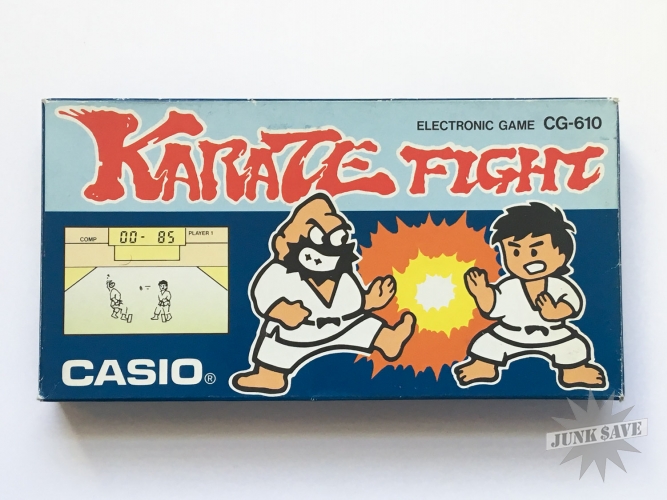 ELECTRONIC GAME CG-610
KARATE FIGHT
COMP 00- 85 PLAYER 1
CASIO®
JUNK SAVE